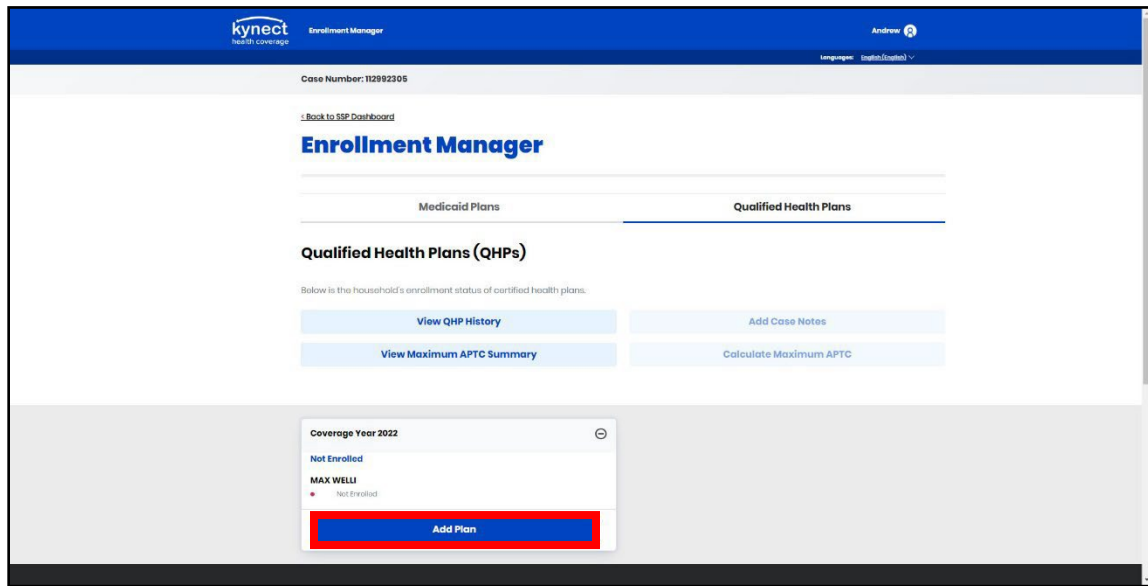 kynect
health coverage
Enrollment Manager
Andrew
Languages: English (English)
Case Number: 112992305
< Back to SSP Dashboard
Enrollment Manager
Medicaid Plans
Qualified Health Plans
Qualified Health Plans (QHPs)
Below is the household's enrollment status of certified health plans.
View QHP History
Add Case Notes
View Maximum APTC Summary
Calculate Maximum APTC
Coverage Year 2022
Not Enrolled
MAX WELLI
Not Enrolled
Add Plan